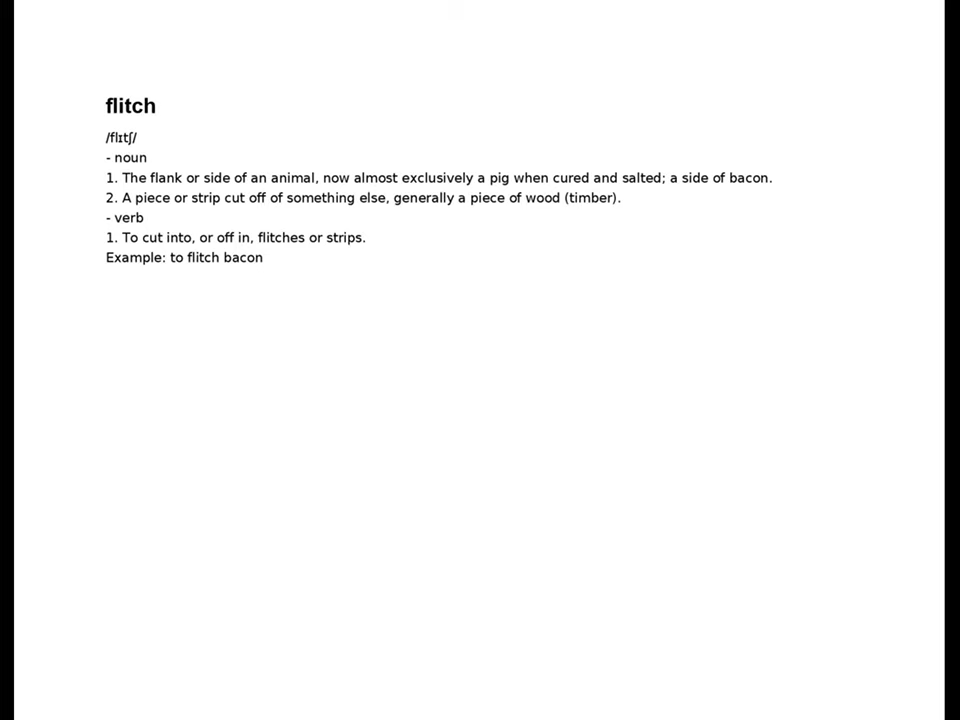 flitch
/flɪtʃ/
- noun
1. The flank or side of an animal, now almost exclusively a pig when cured and salted; a side of bacon.
2. A piece or strip cut off of something else, generally a piece of wood (timber).
- verb
1. To cut into, or off in, flitches or strips.
Example: to flitch bacon